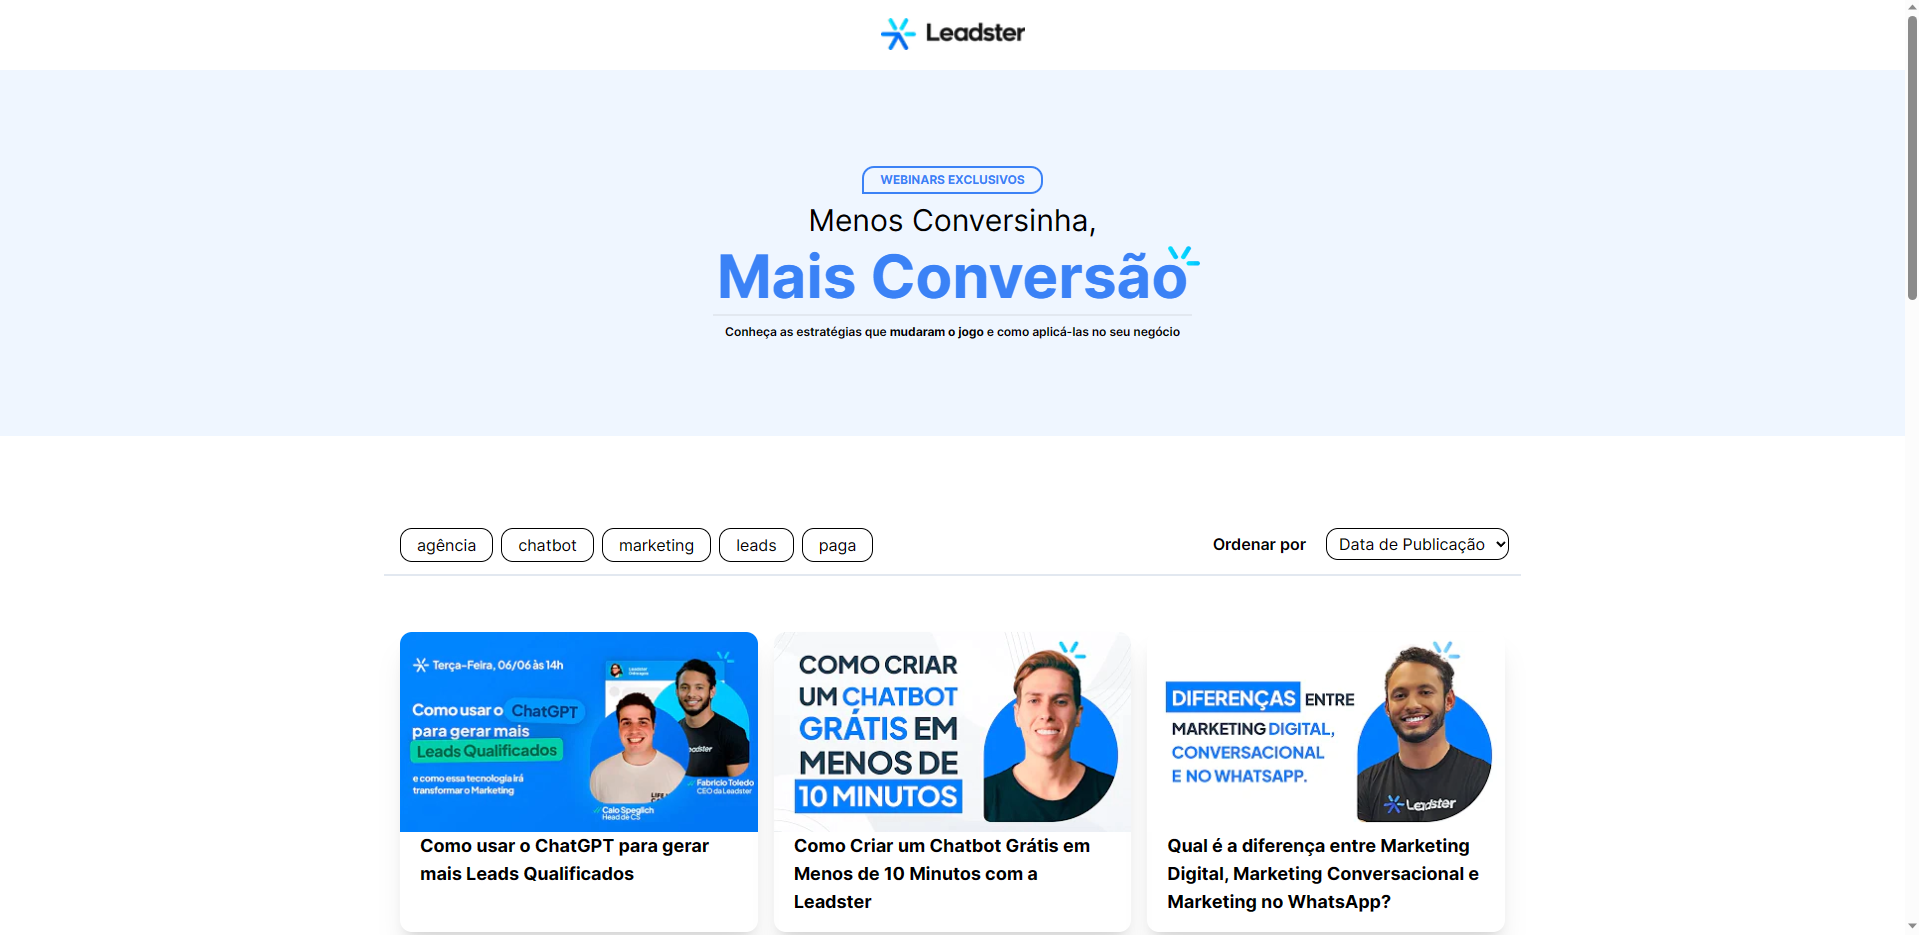 Leadster
WEBINARS EXCLUSIVOS
Menos Conversinha,
Mais Conversão
Conheça as estratégias que mudaram o jogo e como aplicá-las no seu negócio
agência
chatbot
marketing
leads
paga
Ordenar por
Data de Publicação
Terça-Feira, 06/06 às 14h
Como usar o ChatGPT
para gerar mais
Leads Qualificados
e como essa tecnologia irá
transformar o Marketing
Caio Speglich
Head de CS
Fabricio Toledo
CEO da Leadster
Como usar o ChatGPT para gerar
mais Leads Qualificados
COMO CRIAR
UM CHATBOT
GRÁTIS EM
MENOS DE
10 MINUTOS
Como Criar um Chatbot Grátis em
Menos de 10 Minutos com a
Leadster
DIFERENÇAS ENTRE
MARKETING DIGITAL,
CONVERSACIONAL
E NO WHATSAPP.
Leadster
Qual é a diferença entre Marketing
Digital, Marketing Conversacional e
Marketing no WhatsApp?